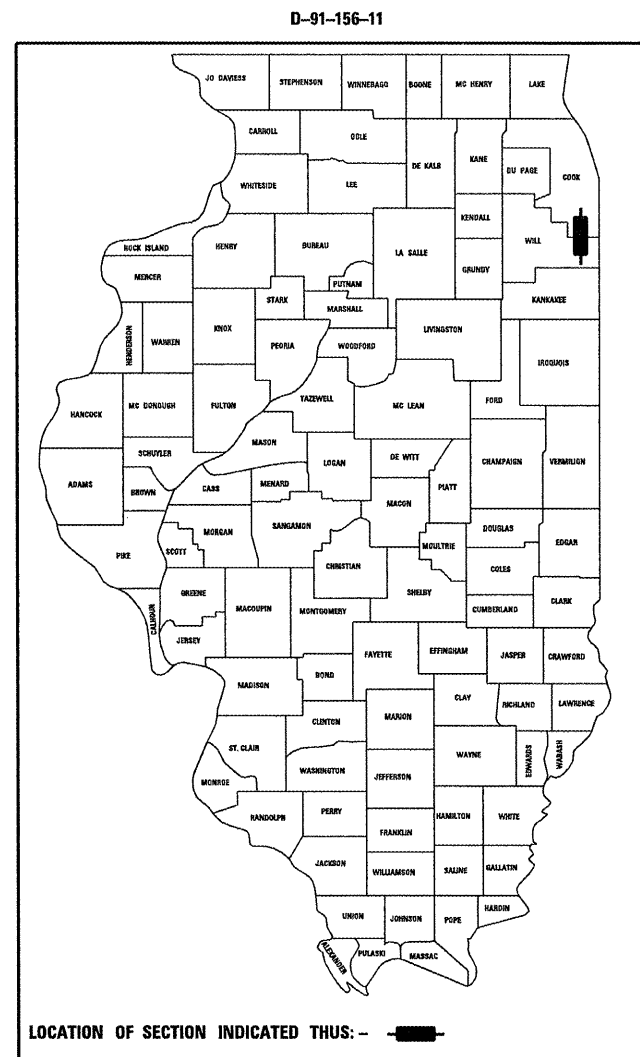 D-91-156-11
JO DAVIESS
STEPHENSON
WINNEBAGO
BOONE
MC HENRY
LAKE
CARROLL
OGLE
DE KALB
KANE
DU PAGE
COOK
WHITESIDE
LEE
KENDALL
WILL
ROCK ISLAND
HENRY
BUREAU
LA SALLE
GRUNDY
MERCER
PUTNAM
STARK
MARSHALL
KANKAKEE
HENDERSON
WARREN
KNOX
PEORIA
WOODFORD
LIVINGSTON
IROQUOIS
HANCOCK
MC DONOUGH
FULTON
TAZEWELL
MC LEAN
FORD
SCHUYLER
MASON
LOGAN
DE WITT
CHAMPAIGN
VERMILION
ADAMS
BROWN
CASS
MENARD
MACON
PIATT
PIKE
SCOTT
MORGAN
SANGAMON
CHRISTIAN
MOULTRIE
DOUGLAS
EDGAR
COLES
GREENE
MACOUPIN
MONTGOMERY
SHELBY
CUMBERLAND
CLARK
CALHOUN
JERSEY
FAYETTE
EFFINGHAM
JASPER
CRAWFORD
MADISON
BOND
CLAY
RICHLAND
LAWRENCE
CLINTON
MARION
ST. CLAIR
WAYNE
EDWARDS
WABASH
MONROE
WASHINGTON
JEFFERSON
RANDOLPH
PERRY
HAMILTON
WHITE
FRANKLIN
JACKSON
WILLIAMSON
SALINE
GALLATIN
UNION
JOHNSON
POPE
HARDIN
ALEXANDER
PULASKI
MASSAC
LOCATION OF SECTION INDICATED THUS: -